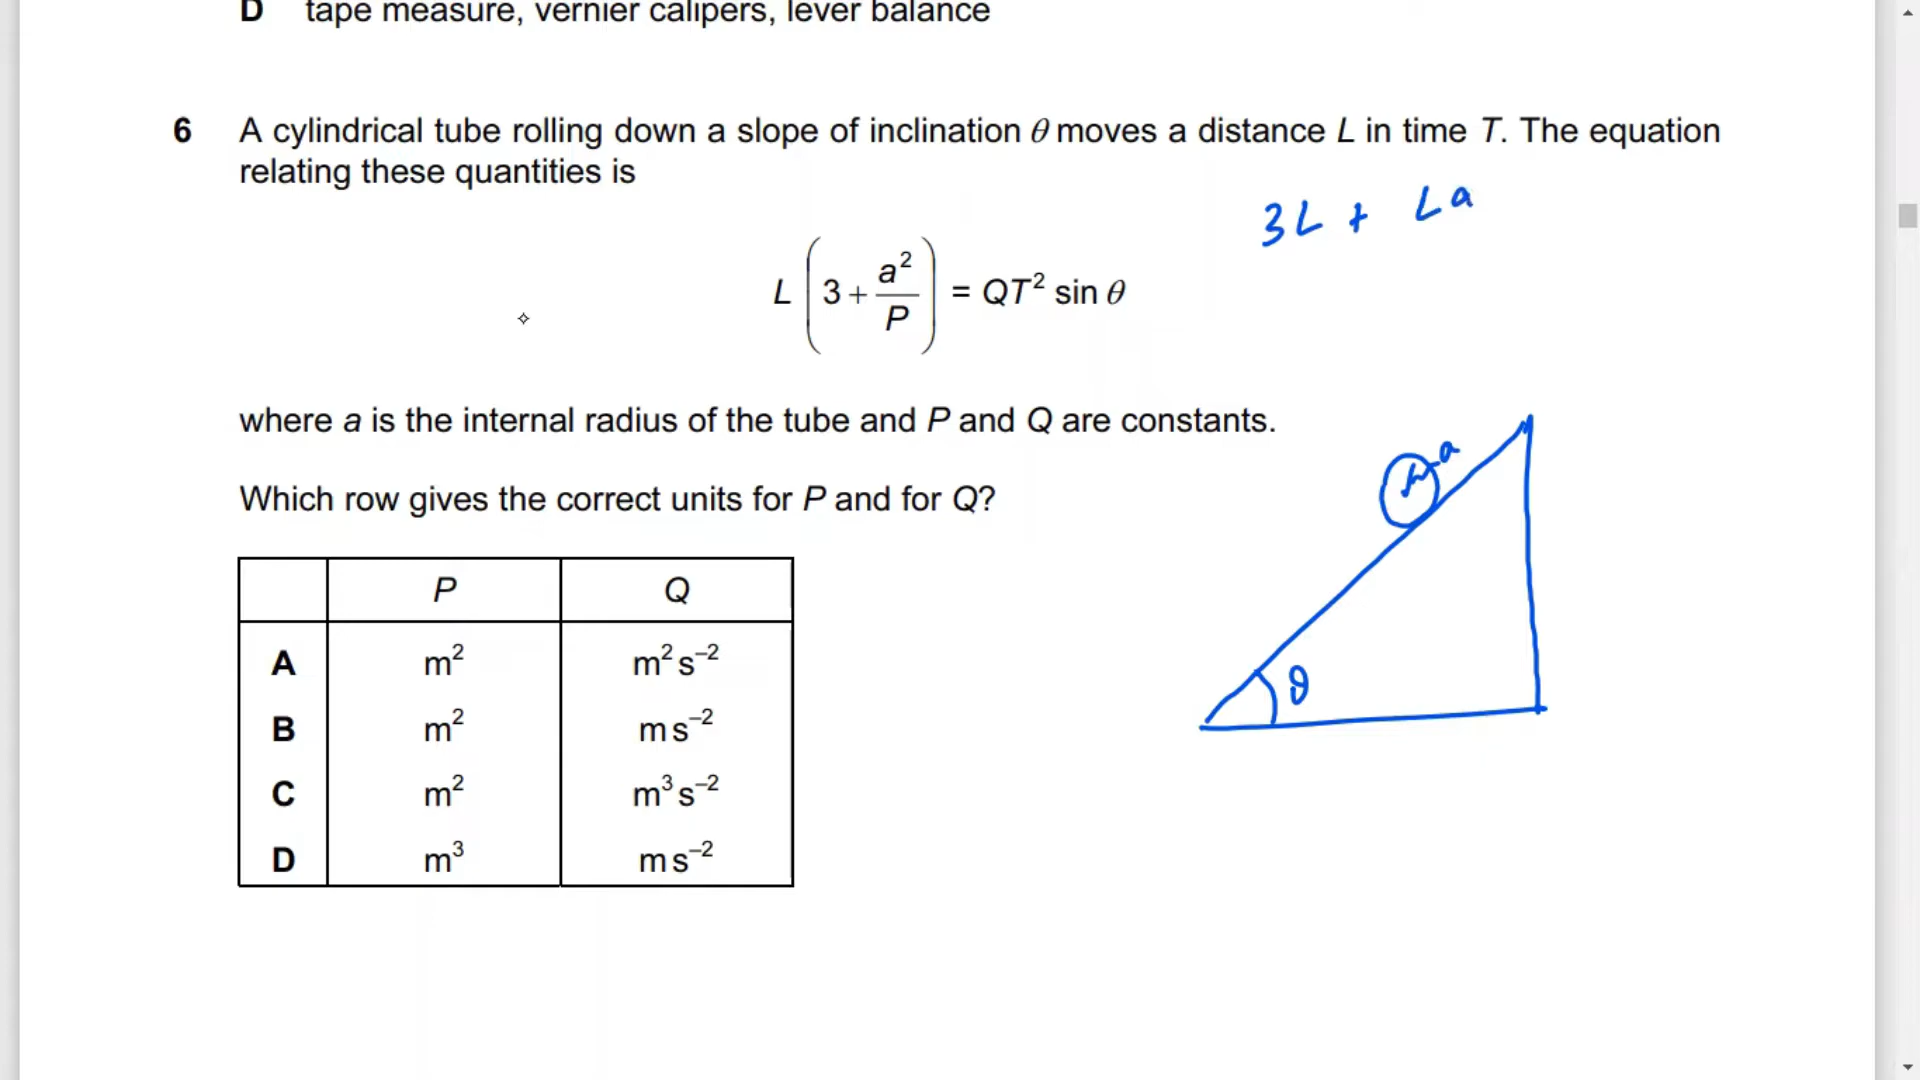 D tape measure, vernier calipers, lever balance
6 A cylindrical tube rolling down a slope of inclination θ moves a distance L in time T. The equation
relating these quantities is
3L + La
L(3 + a²/P) = QT² sin θ
where a is the internal radius of the tube and P and Q are constants.
a
Which row gives the correct units for P and for Q?
P Q
A m² m² s⁻²
θ
B m² m s⁻²
C m² m³ s⁻²
D m³ m s⁻²